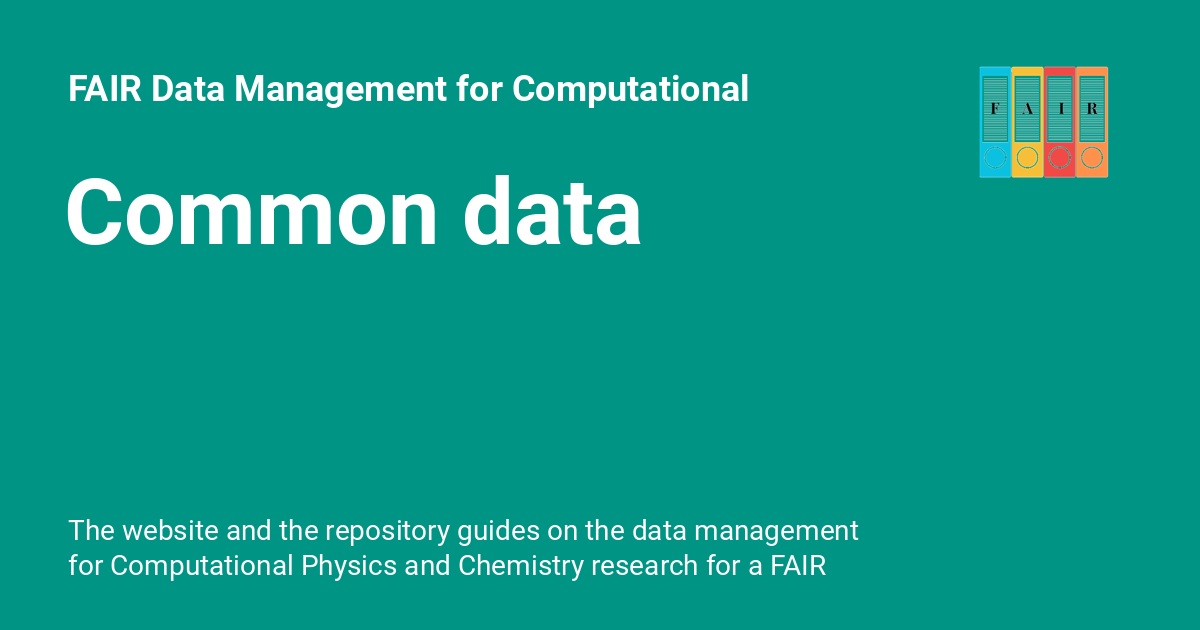 FAIR Data Management for Computational
F A I R
Common data
The website and the repository guides on the data management
for Computational Physics and Chemistry research for a FAIR